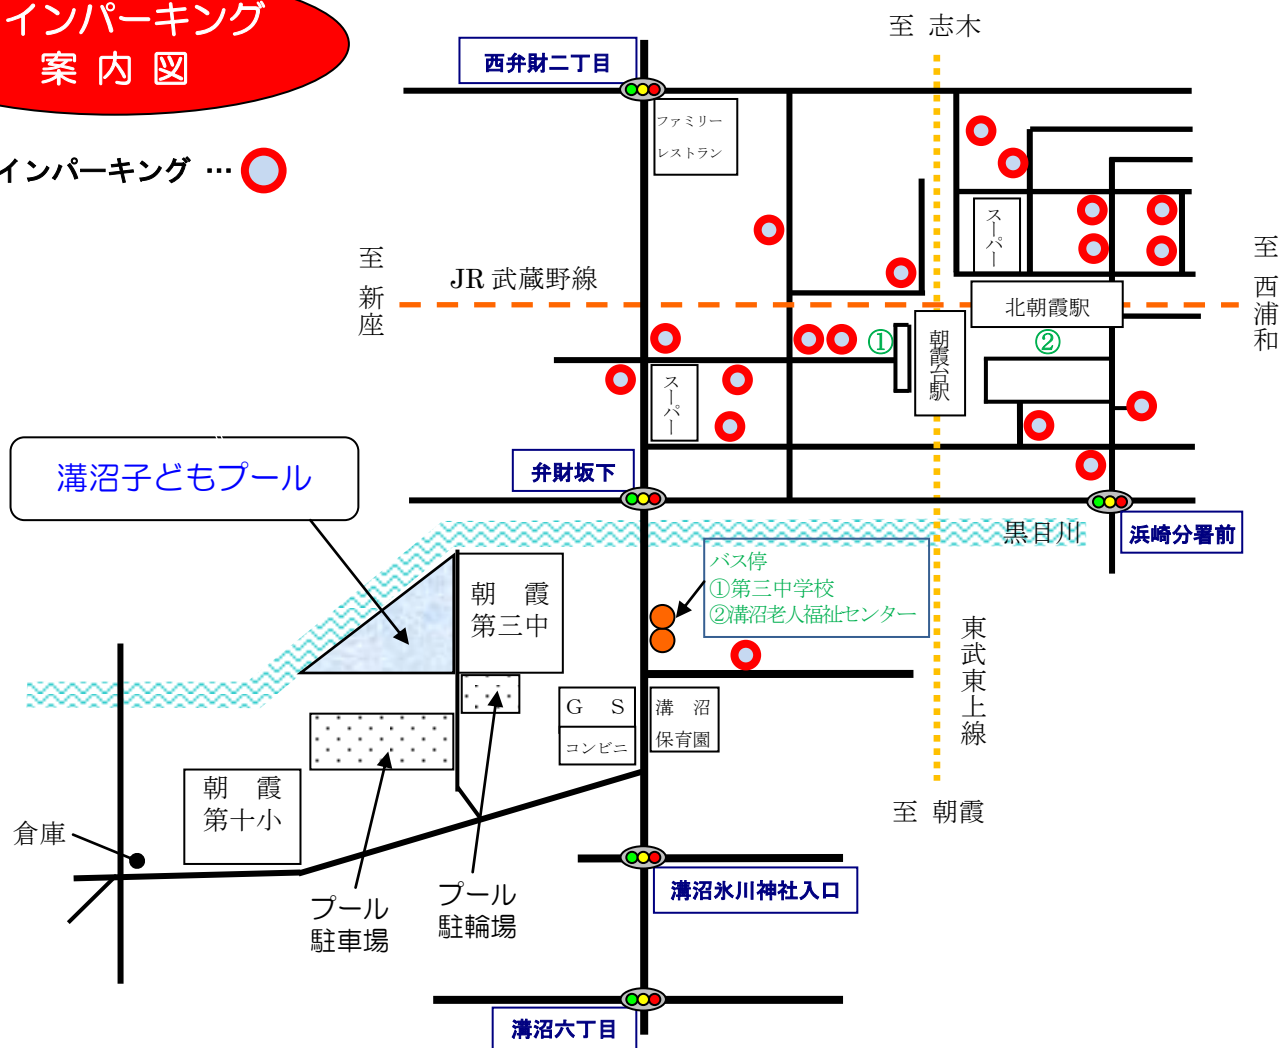 インパーキング
案 内 図
インパーキング …
西弁財二丁目
至 志木
ファミリー
レストラン
スーパー
至 新座
JR 武蔵野線
至 西浦和
北朝霞駅
①
朝霞台駅
②
スーパー
溝沼子どもプール
弁財坂下
黒目川
浜崎分署前
バス停
①第三中学校
②溝沼老人福祉センター
朝 霞
第三中
東武東上線
G S
コンビニ
溝 沼
保育園
朝 霞
第十小
倉庫
至 朝霞
プール
駐車場
プール
駐輪場
溝沼氷川神社入口
溝沼六丁目